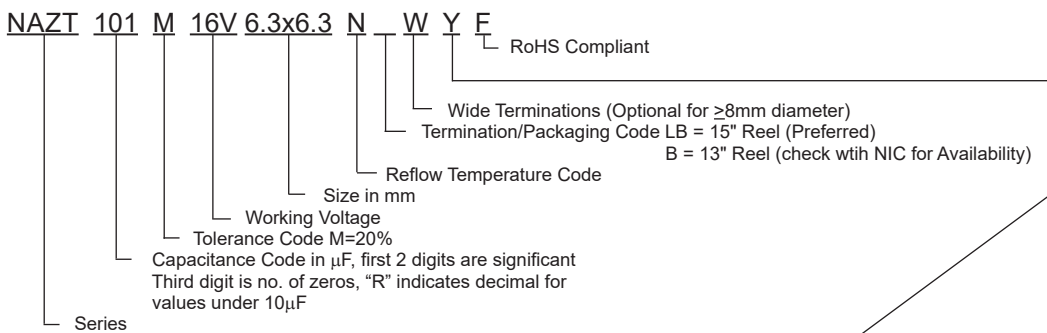 NAZT 101 M 16V 6.3x6.3 N _ W Y F
RoHS Compliant
Wide Terminations (Optional for ≥8mm diameter)
Termination/Packaging Code LB = 15" Reel (Preferred)
B = 13" Reel (check wtih NIC for Availability)
Reflow Temperature Code
Size in mm
Working Voltage
Tolerance Code M=20%
Capacitance Code in μF, first 2 digits are significant
Third digit is no. of zeros, “R” indicates decimal for
values under 10μF
Series